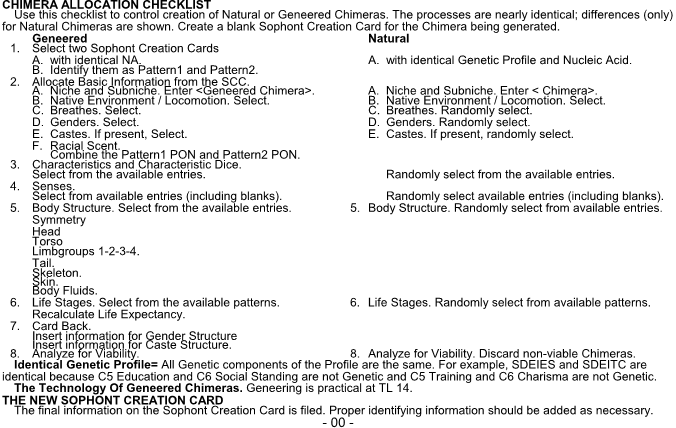 CHIMERA ALLOCATION CHECKLIST
Use this checklist to control creation of Natural or Geneered Chimeras. The processes are nearly identical; differences (only)
for Natural Chimeras are shown. Create a blank Sophont Creation Card for the Chimera being generated.
Geneered Natural
1. Select two Sophont Creation Cards
A. with identical NA. A. with identical Genetic Profile and Nucleic Acid.
B. Identify them as Pattern1 and Pattern2.
2. Allocate Basic Information from the SCC.
A. Niche and Subniche. Enter <Geneered Chimera>. A. Niche and Subniche. Enter < Chimera>.
B. Native Environment / Locomotion. Select. B. Native Environment / Locomotion. Select.
C. Breathes. Select. C. Breathes. Randomly select.
D. Genders. Select. D. Genders. Randomly select.
E. Castes. If present, Select. E. Castes. If present, randomly select.
F. Racial Scent.
Combine the Pattern1 PON and Pattern2 PON.
3. Characteristics and Characteristic Dice.
Select from the available entries. Randomly select from the available entries.
4. Senses.
Select from available entries (including blanks). Randomly select available entries (including blanks).
5. Body Structure. Select from the available entries. 5. Body Structure. Randomly select from available entries.
Symmetry
Head
Torso
Limbgroups 1-2-3-4.
Tail.
Skeleton.
Skin.
Body Fluids.
6. Life Stages. Select from the available patterns. 6. Life Stages. Randomly select from available patterns.
Recalculate Life Expectancy.
7. Card Back.
Insert information for Gender Structure
Insert information for Caste Structure.
8. Analyze for Viability. 8. Analyze for Viability. Discard non-viable Chimeras.
Identical Genetic Profile= All Genetic components of the Profile are the same. For example, SDEIES and SDEITC are
identical because C5 Education and C6 Social Standing are not Genetic and C5 Training and C6 Charisma are not Genetic.
The Technology Of Geneered Chimeras. Geneering is practical at TL 14.
THE NEW SOPHONT CREATION CARD
The final information on the Sophont Creation Card is filed. Proper identifying information should be added as necessary.
- 00 -